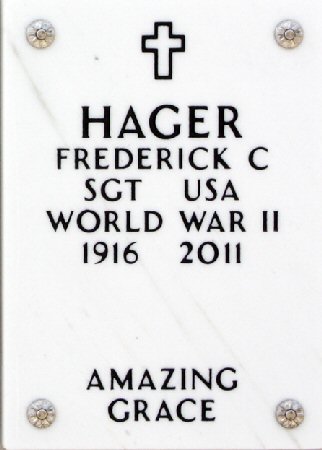 HAGER
FREDERICK C
SGT USA
WORLD WAR II
1916 2011
AMAZING
GRACE